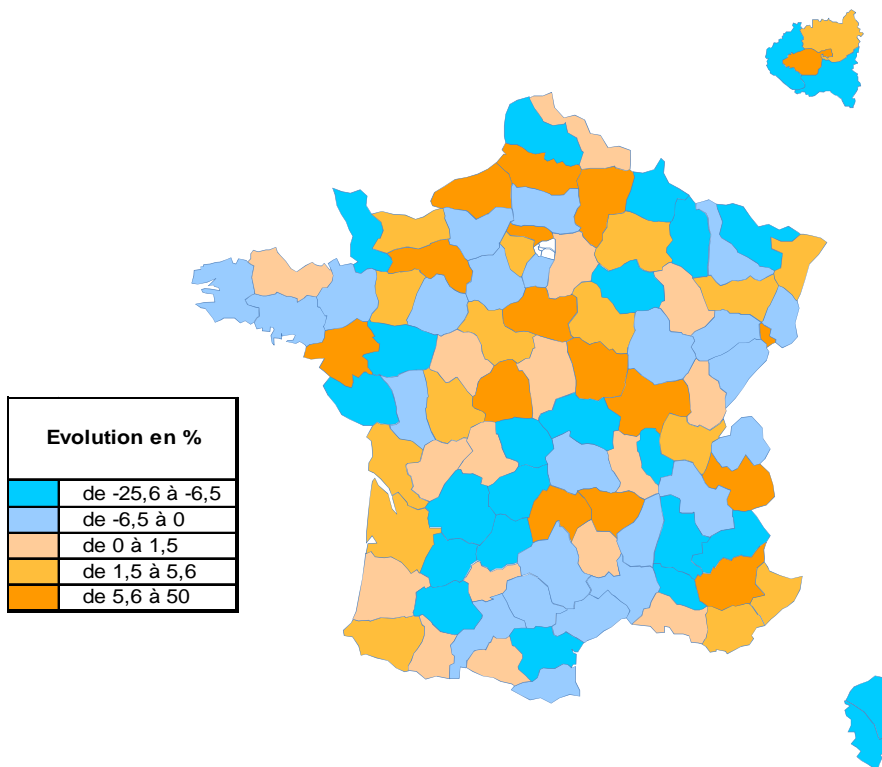 Evolution en %
de -25,6 à -6,5
de -6,5 à 0
de 0 à 1,5
de 1,5 à 5,6
de 5,6 à 50